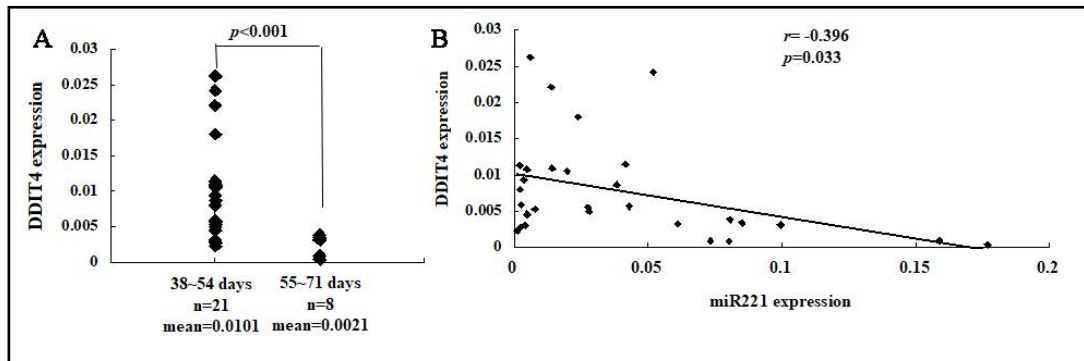 A
p<0.001
0.03
0.025
0.02
0.015
0.01
0.005
0
DDIT4 expression
38~54 days
n=21
mean=0.0101
55~71 days
n=8
mean=0.0021
B
r= -0.396
p=0.033
0.03
0.025
0.02
0.015
0.01
0.005
0
DDIT4 expression
0
0.05
0.1
0.15
0.2
miR221 expression